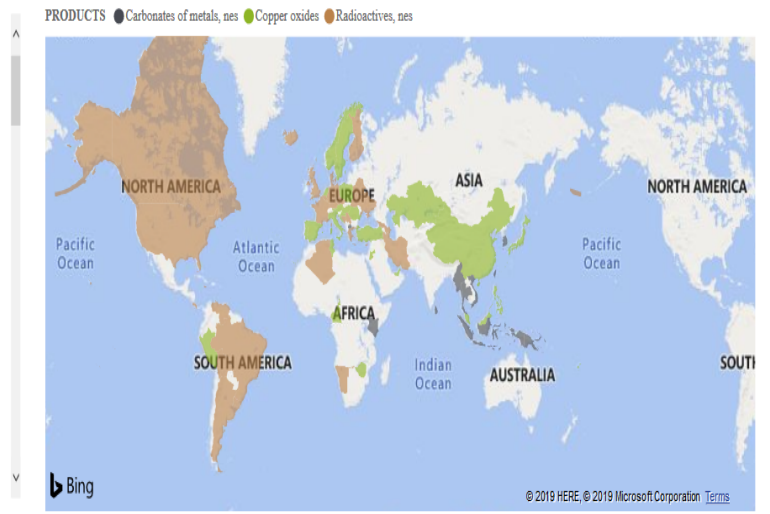 PRODUCTS Carbonates of metals, nes Copper oxides Radioactives, nes
NORTH AMERICA
EUROPE
ASIA
NORTH AMERICA
Pacific
Ocean
Atlantic
Ocean
Pacific
Ocean
AFRICA
SOUTH AMERICA
Indian
Ocean
AUSTRALIA
SOUTH
Bing
© 2019 HERE, © 2019 Microsoft Corporation Terms